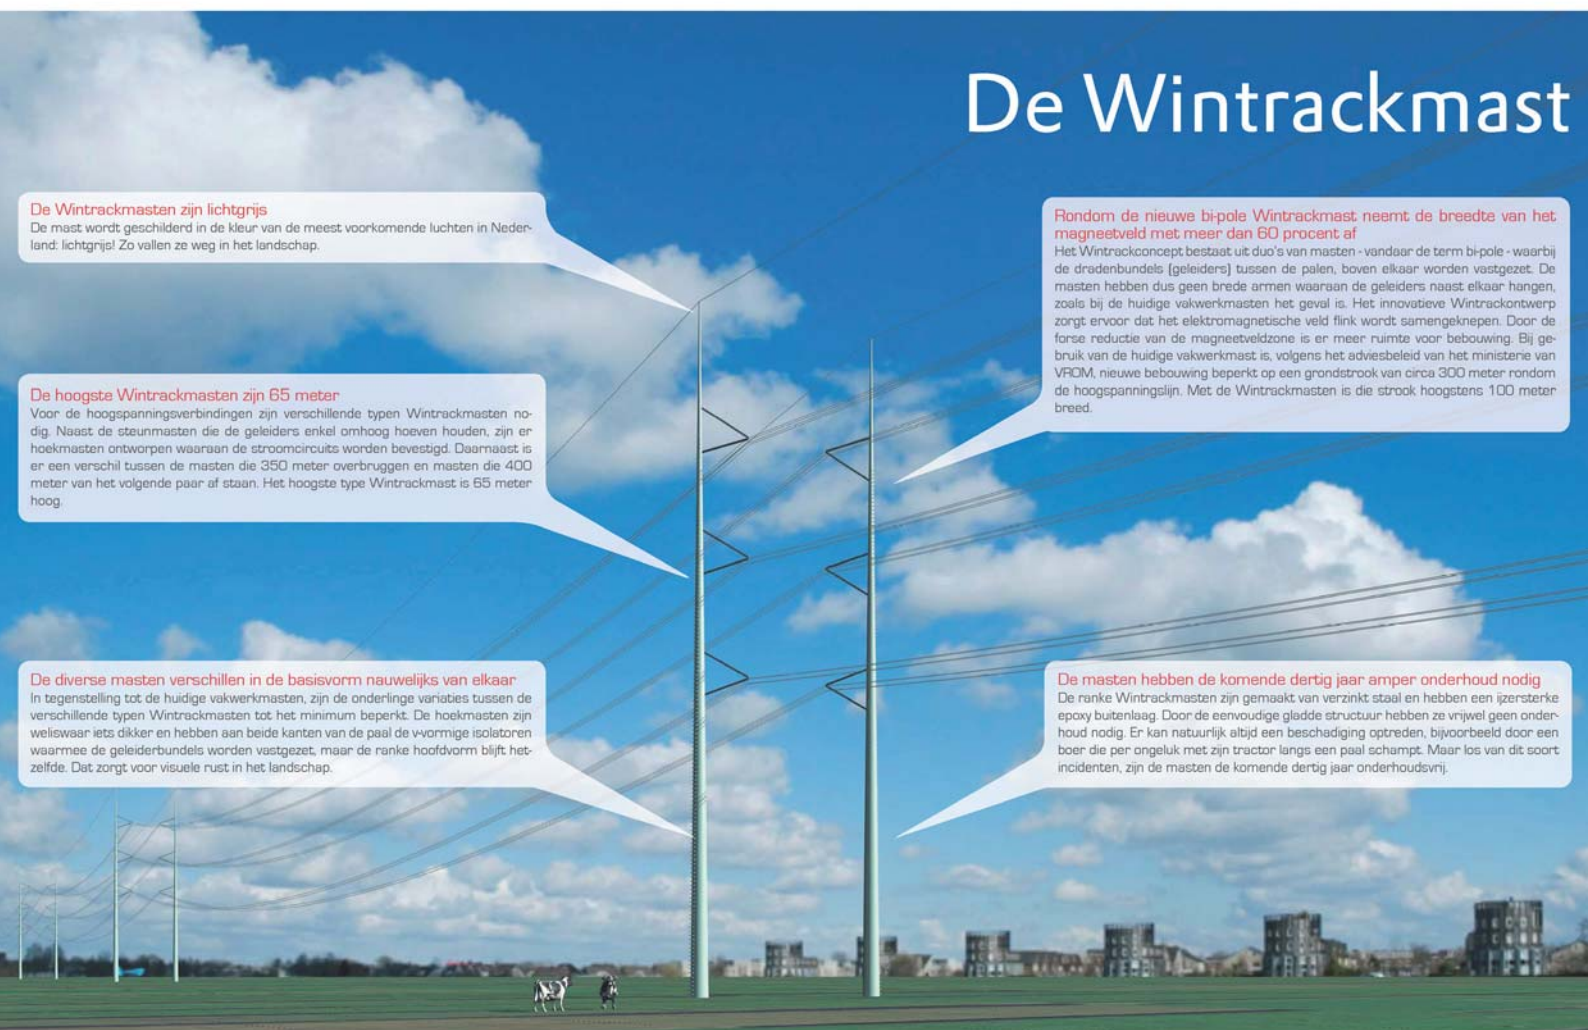 De Wintrackmast
De Wintrackmasten zijn lichtgrijs
De mast wordt geschilderd in de kleur van de meest voorkomende luchten in Neder-
land: lichtgrijs! Zo vallen ze weg in het landschap.
De hoogste Wintrackmasten zijn 65 meter
Voor de hoogspanningsverbindingen zijn verschillende typen Wintrackmasten no-
dig. Naast de steunmasten die de geleiders enkel omhoog hoeven houden, zijn er
hoekmasten ontworpen waaraan de stroomcircuits worden bevestigd. Daarnaast is
er een verschil tussen de masten die 350 meter overbruggen en masten die 400
meter van het volgende paar af staan. Het hoogste type Wintrackmast is 65 meter
hoog.
De diverse masten verschillen in de basisvorm nauwelijks van elkaar
In tegenstelling tot de huidige vakwerkmasten, zijn de onderlinge variaties tussen de
verschillende typen Wintrackmasten tot het minimum beperkt. De hoekmasten zijn
weliswaar iets dikker en hebben aan beide kanten van de paal de v-vormige isolatoren
waarmee de geleiderbundels worden vastgezet, maar de ranke hoofdvorm blijft het-
zelfde. Dat zorgt voor visuele rust in het landschap.
Rondom de nieuwe bi-pole Wintrackmast neemt de breedte van het
magneetveld met meer dan 60 procent af
Het Wintrackconcept bestaat uit duo's van masten - vandaar de term bi-pole - waarbij
de dradenbundels (geleiders) tussen de palen, boven elkaar worden vastgezet. De
masten hebben dus geen brede armen waaraan de geleiders naast elkaar hangen,
zoals bij de huidige vakwerkmasten het geval is. Het innovatieve Wintrackontwerp
zorgt ervoor dat het elektromagnetische veld flink wordt samengeknepen. Door de
forse reductie van de magneetveldzone is er meer ruimte voor bebouwing. Bij ge-
bruik van de huidige vakwerkmast is, volgens het adviesbeleid van het ministerie van
VROM, nieuwe bebouwing beperkt op een grondstrook van circa 300 meter rondom
de hoogspanningslijn. Met de Wintrackmasten is die strook hoogstens 100 meter
breed.
De masten hebben de komende dertig jaar amper onderhoud nodig
De ranke Wintrackmasten zijn gemaakt van verzinkt staal en hebben een ijzersterke
epoxy buitenlaag. Door de eenvoudige gladde structuur hebben ze vrijwel geen onder-
houd nodig. Er kan natuurlijk altijd een beschadiging optreden, bijvoorbeeld door een
boer die per ongeluk met zijn tractor langs een paal schampt. Maar los van dit soort
incidenten, zijn de masten de komende dertig jaar onderhoudsvrij.